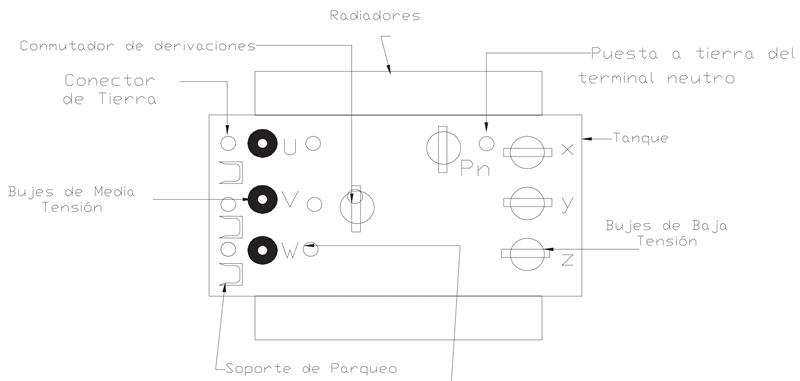 Radiadores
Conmutador de derivaciones
Puesta a tierra del
terminal neutro
Conector
de Tierra
Tanque
U
Pn
x
Bujes de Media
Tensión
V
y
Bujes de Baja
Tensión
W
z
Soporte de Parqueo